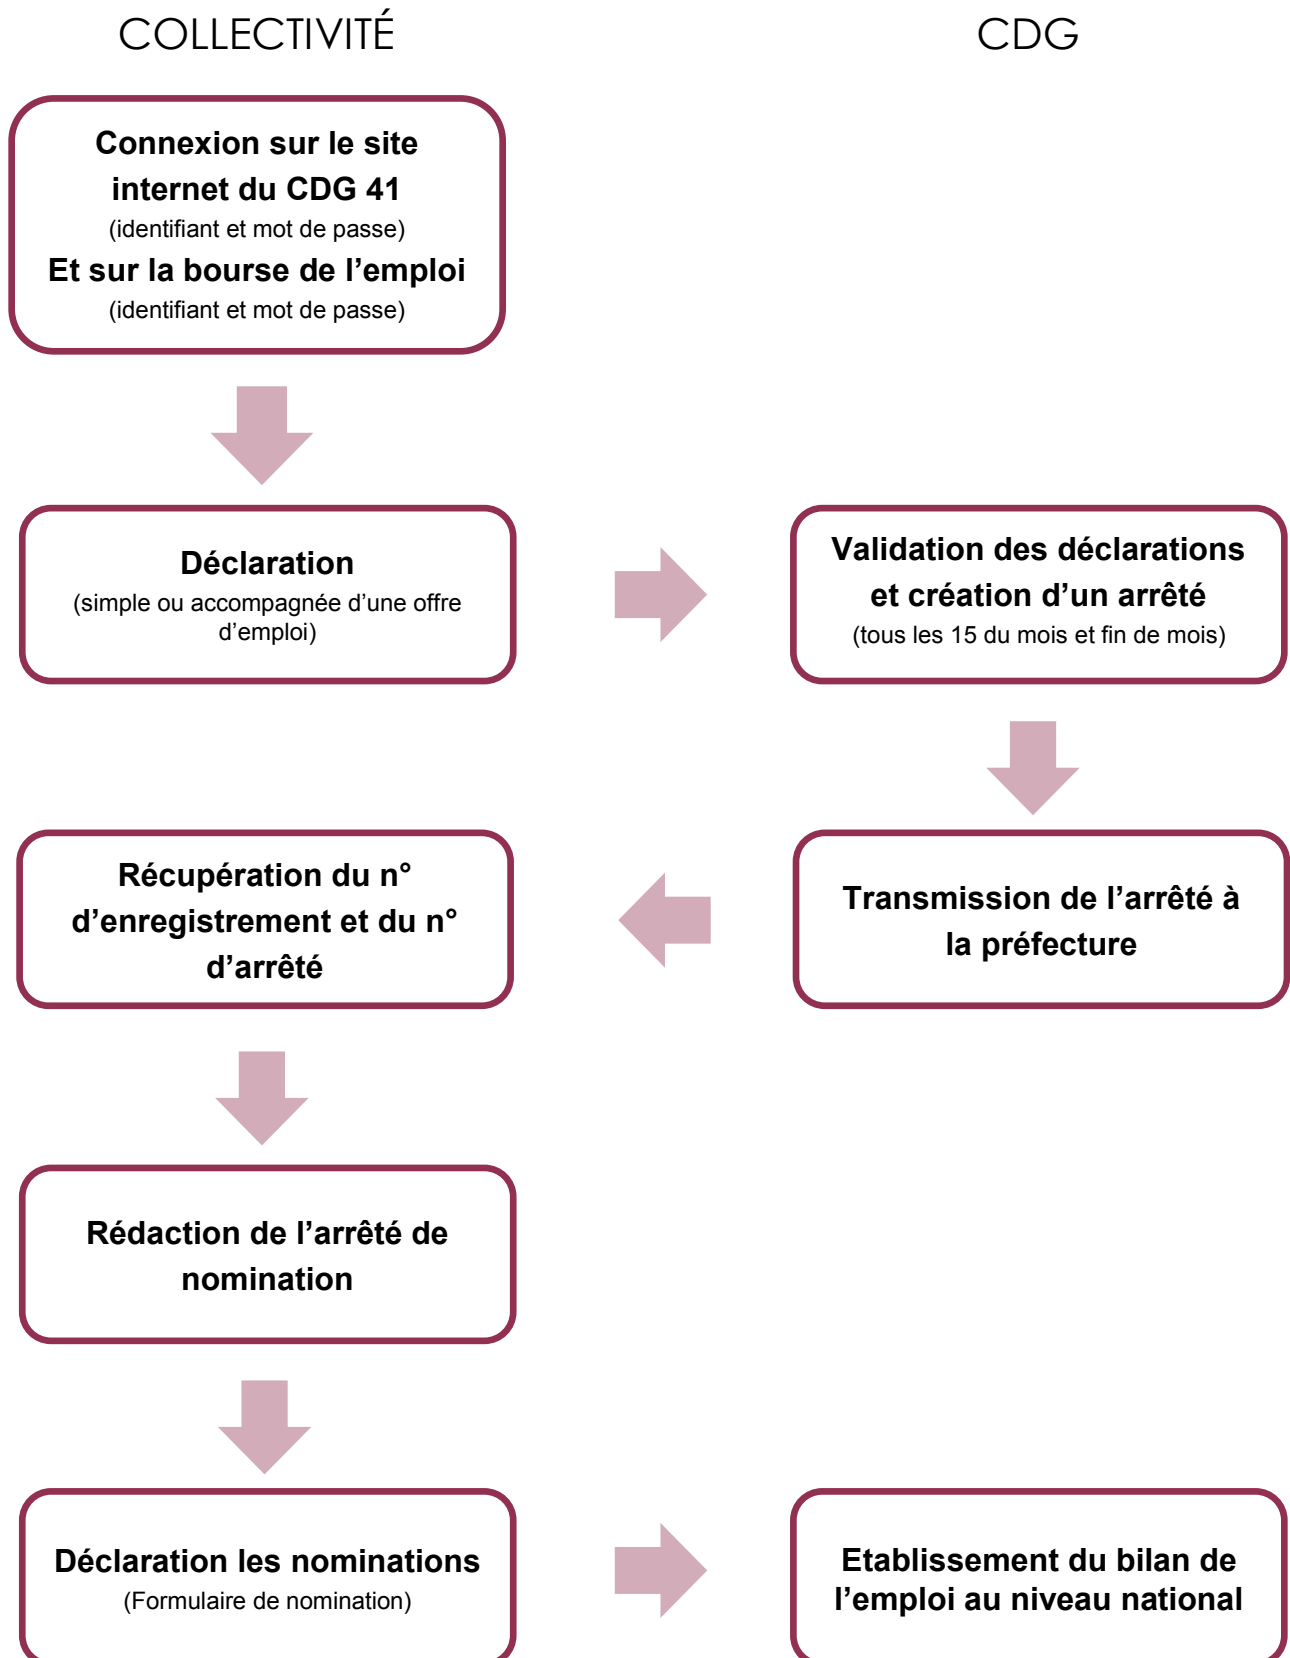 COLLECTIVITÉ
CDG
Connexion sur le site
internet du CDG 41
(identifiant et mot de passe)
Et sur la bourse de l’emploi
(identifiant et mot de passe)
Déclaration
(simple ou accompagnée d’une offre
d’emploi)
Validation des déclarations
et création d’un arrêté
(tous les 15 du mois et fin de mois)
Transmission de l’arrêté à
la préfecture
Récupération du n°
d’enregistrement et du n°
d’arrêté
Rédaction de l’arrêté de
nomination
Déclaration les nominations
(Formulaire de nomination)
Etablissement du bilan de
l’emploi au niveau national